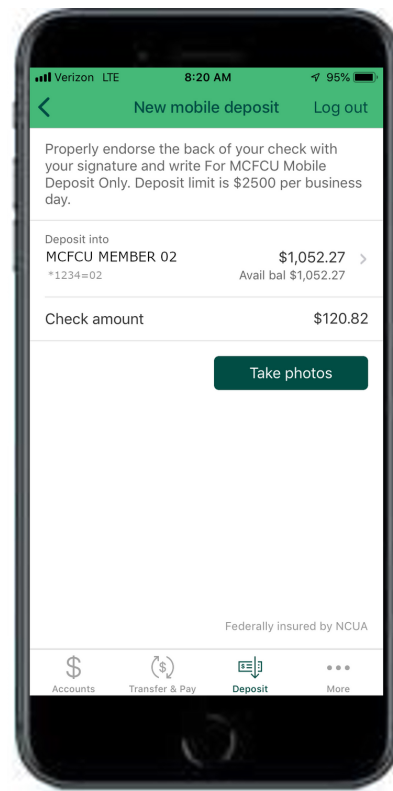 Verizon LTE 8:20 AM 95%
New mobile deposit Log out
Properly endorse the back of your check with
your signature and write For MCFCU Mobile
Deposit Only. Deposit limit is $2500 per business
day.
Deposit into
MCFCU MEMBER 02 $1,052.27
*1234=02 Avail bal $1,052.27
Check amount $120.82
Take photos
Federally insured by NCUA
Accounts Transfer & Pay Deposit More